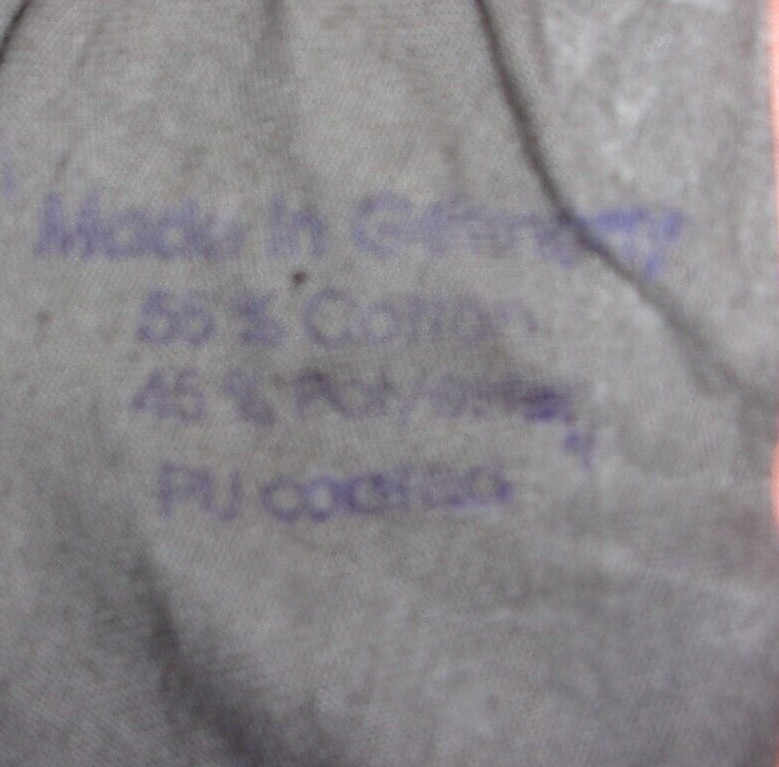 Made in Germany
55 % Cotton
45 % Polyester
PU coated